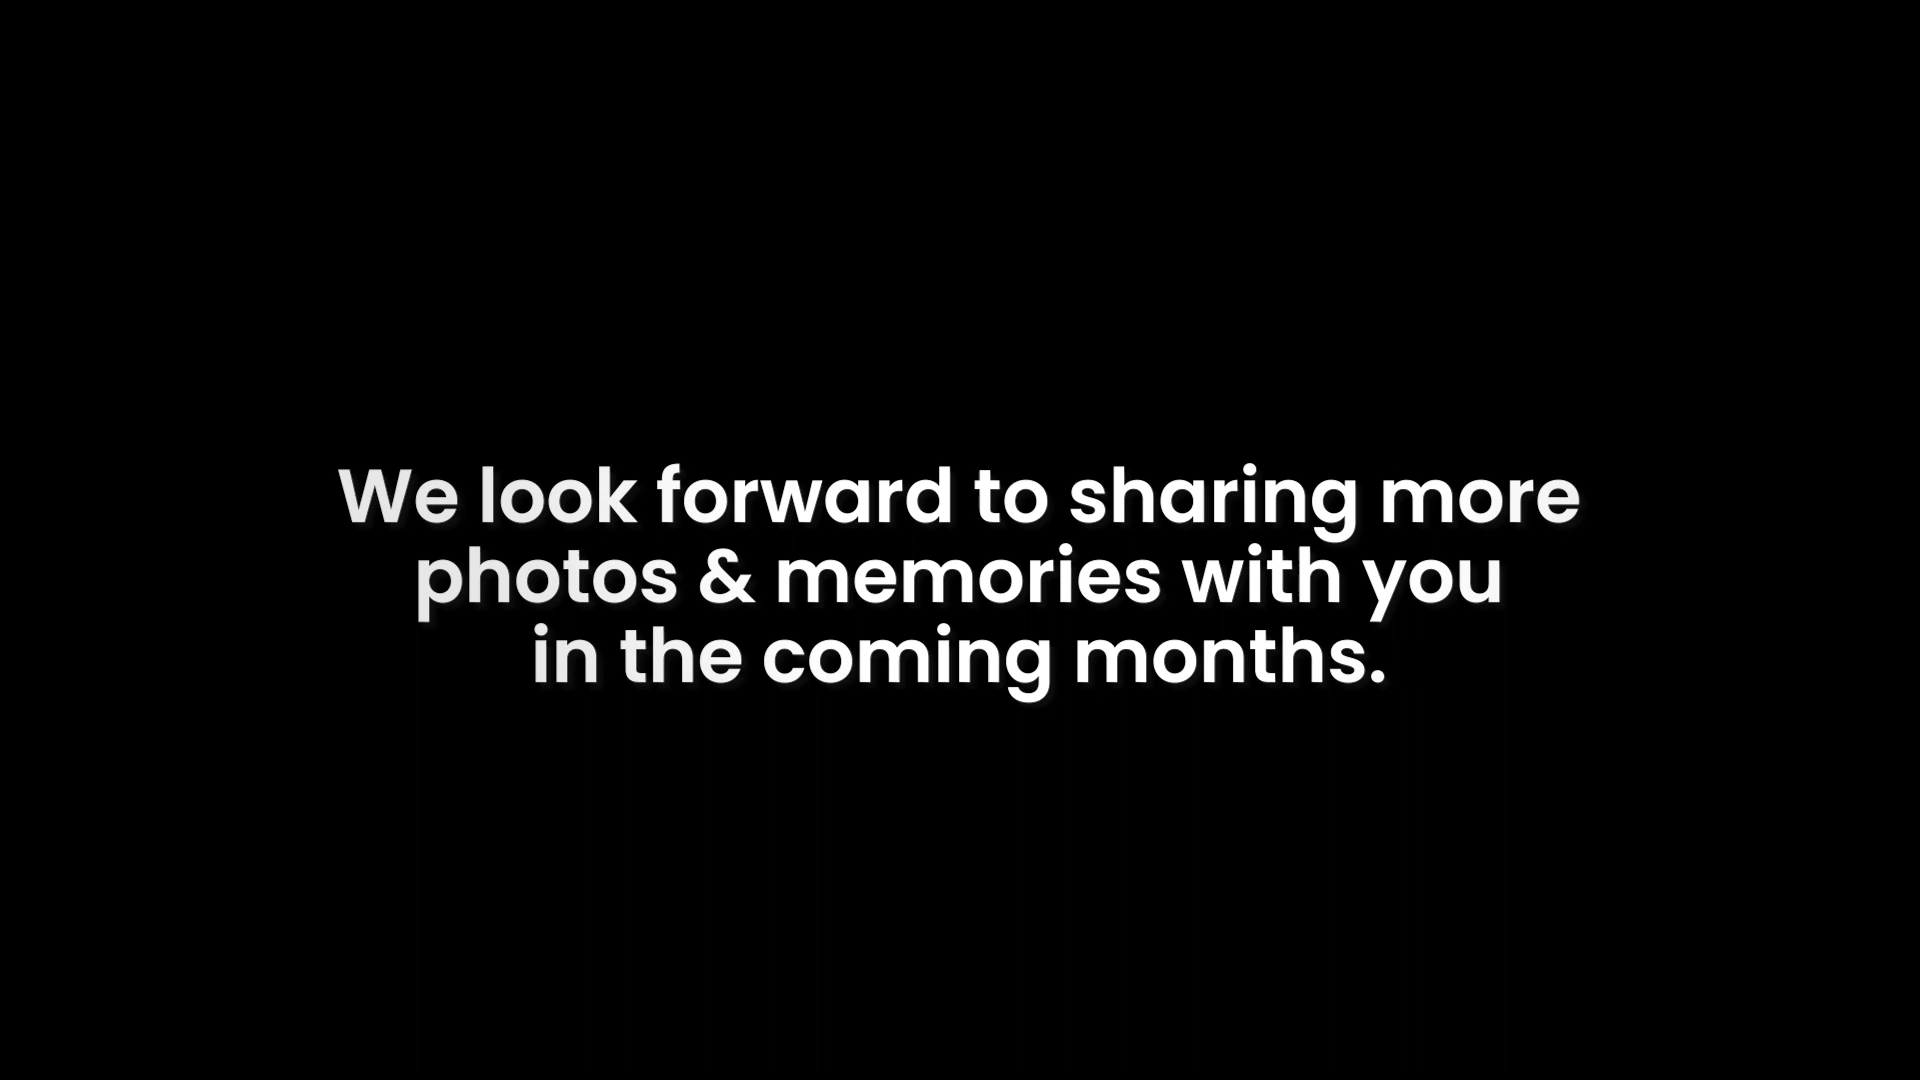 We look forward to sharing more
photos & memories with you
in the coming months.